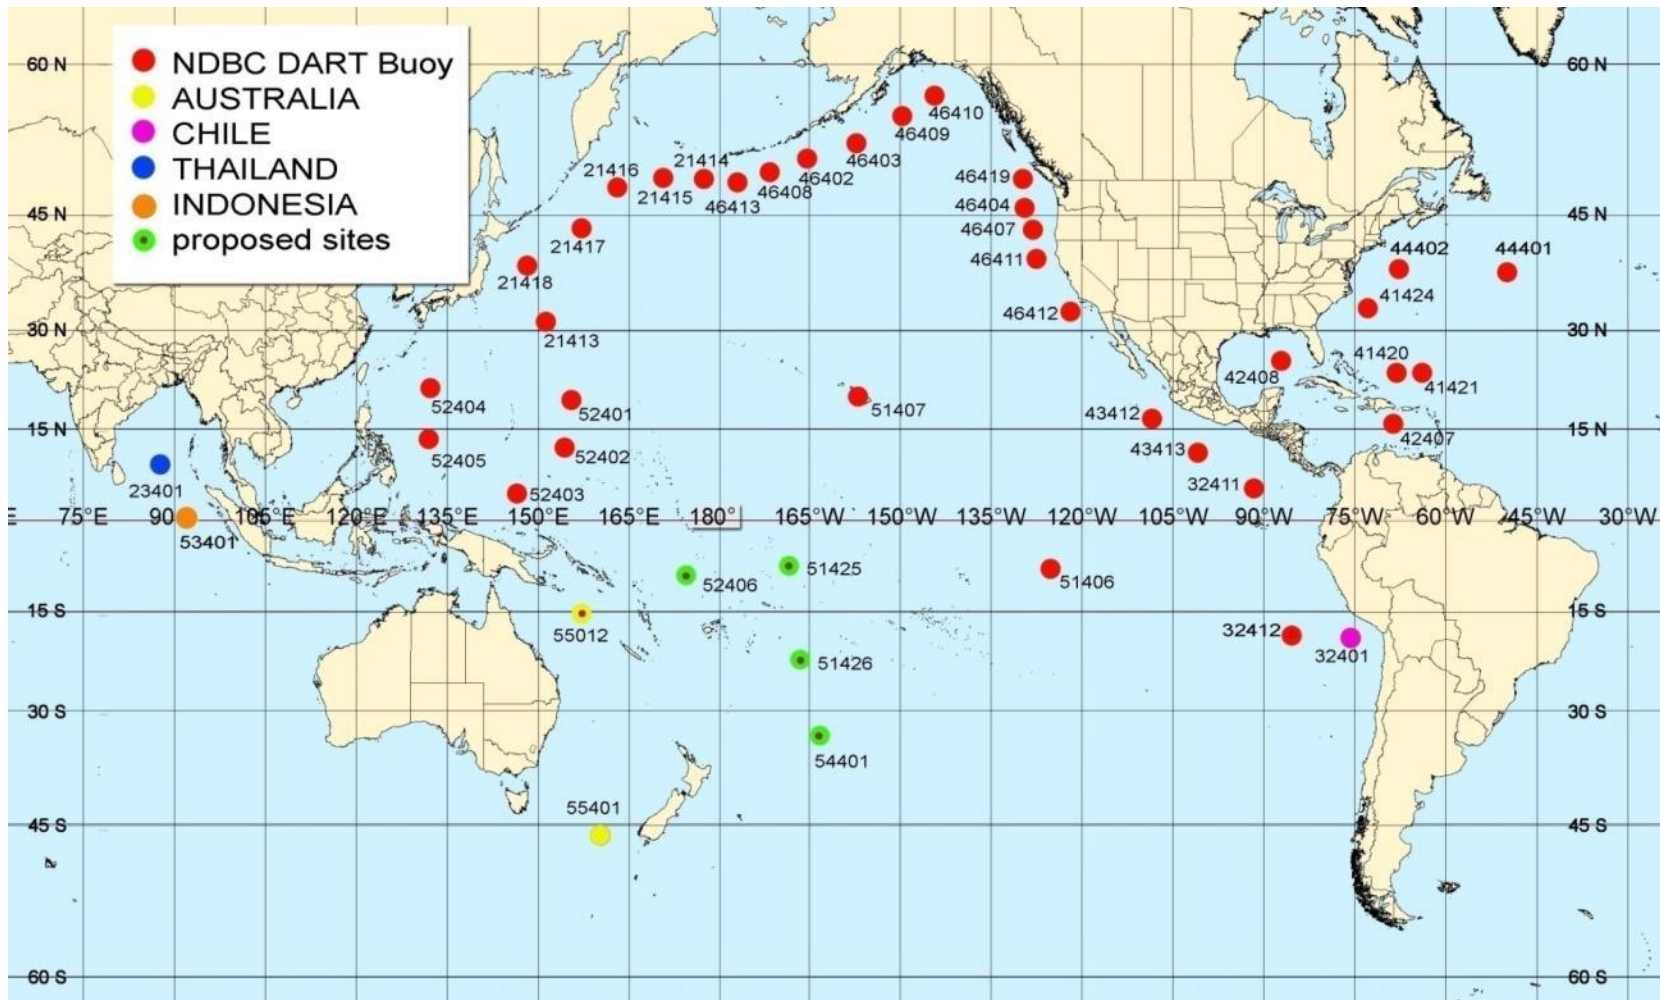 NDBC DART Buoy
AUSTRALIA
CHILE
THAILAND
INDONESIA
proposed sites
60 N
60 N
46410
46409
21416
21414
46403
21415
46408
46402
46413
46419
46404
46407
46411
45 N
45 N
21417
21418
44402
44401
41424
46412
30 N
30 N
21413
41420
42408
41421
52404
52401
51407
43412
42407
15 N
15 N
52405
52402
43413
23401
52403
32411
E
75 E
90
105 E
120 E
135 E
150 E
165 E
180°
165°W
150°W
135°W
120°W
105°W
90°W
75°W
60°W
45°W
30°W
53401
51425
52406
51406
15 S
15 S
55012
32412
32401
51426
30 S
30 S
54401
55401
45 S
45 S
60 S
60 S